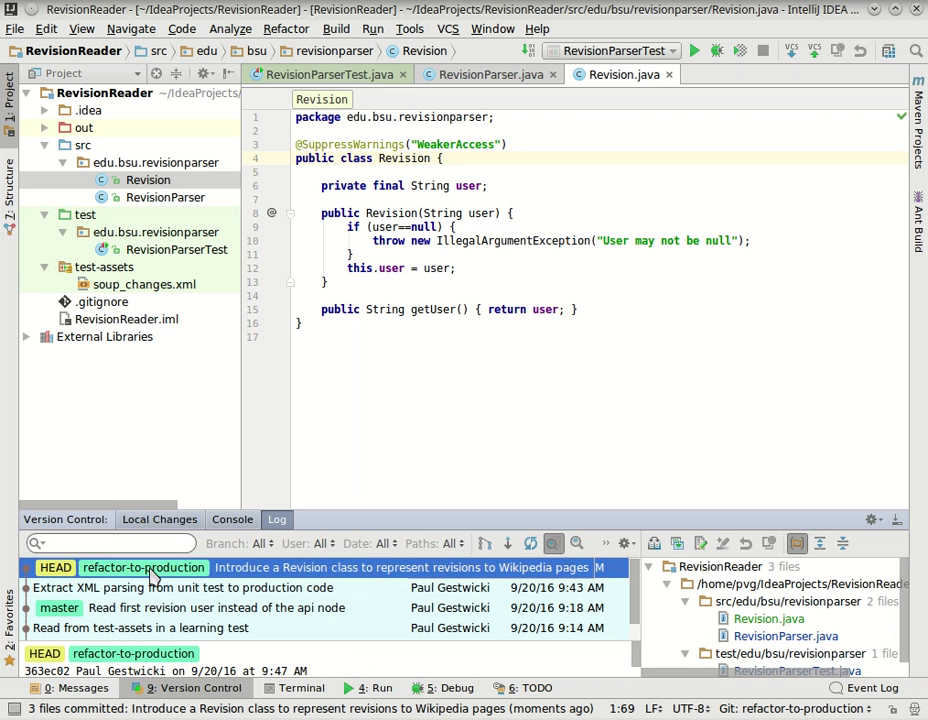 RevisionReader - [~/IdeaProjects/RevisionReader] - [RevisionReader] - ~/IdeaProjects/RevisionReader/src/edu/bsu/revisionparser/Revision.java - IntelliJ IDEA ...
File Edit View Navigate Code Analyze Refactor Build Run Tools VCS Window Help
RevisionReader src edu bsu revisionparser Revision RevisionParserTest VCS VCS
Project RevisionParserTest.java × RevisionParser.java × Revision.java ×
1: Project
7: Structure
2: Favorites
RevisionReader ~/IdeaProjects/
.idea
out
src
edu.bsu.revisionparser
Revision
RevisionParser
test
edu.bsu.revisionparser
RevisionParserTest
test-assets
soup_changes.xml
.gitignore
RevisionReader.iml
External Libraries
Revision
1 package edu.bsu.revisionparser;
2
3 @SuppressWarnings("WeakerAccess")
4 public class Revision {
5
6 private final String user;
7
8 @ public Revision(String user) {
9 if (user==null) {
10 throw new IllegalArgumentException("User may not be null");
11 }
12 this.user = user;
13 }
14
15 public String getUser() { return user; }
16 }
17
Maven Projects
Ant Build
Version Control: Local Changes Console Log
Branch: All User: All Date: All Paths: All »
HEAD refactor-to-production Introduce a Revision class to represent revisions to Wikipedia pages M
Extract XML parsing from unit test to production code Paul Gestwicki 9/20/16 9:43 AM
master Read first revision user instead of the api node Paul Gestwicki 9/20/16 9:18 AM
Read from test-assets in a learning test Paul Gestwicki 9/20/16 9:14 AM
HEAD refactor-to-production
363ec02 Paul Gestwicki on 9/20/16 at 9:47 AM
RevisionReader 3 files
/home/pvg/IdeaProjects/RevisionReade
src/edu/bsu/revisionparser 2 files
Revision.java
RevisionParser.java
test/edu/bsu/revisionparser 1 file
RevisionParserTest.java
0: Messages 9: Version Control Terminal 4: Run 5: Debug 6: TODO Event Log
3 files committed: Introduce a Revision class to represent revisions to Wikipedia pages (moments ago) 1:69 LF UTF-8 Git: refactor-to-production